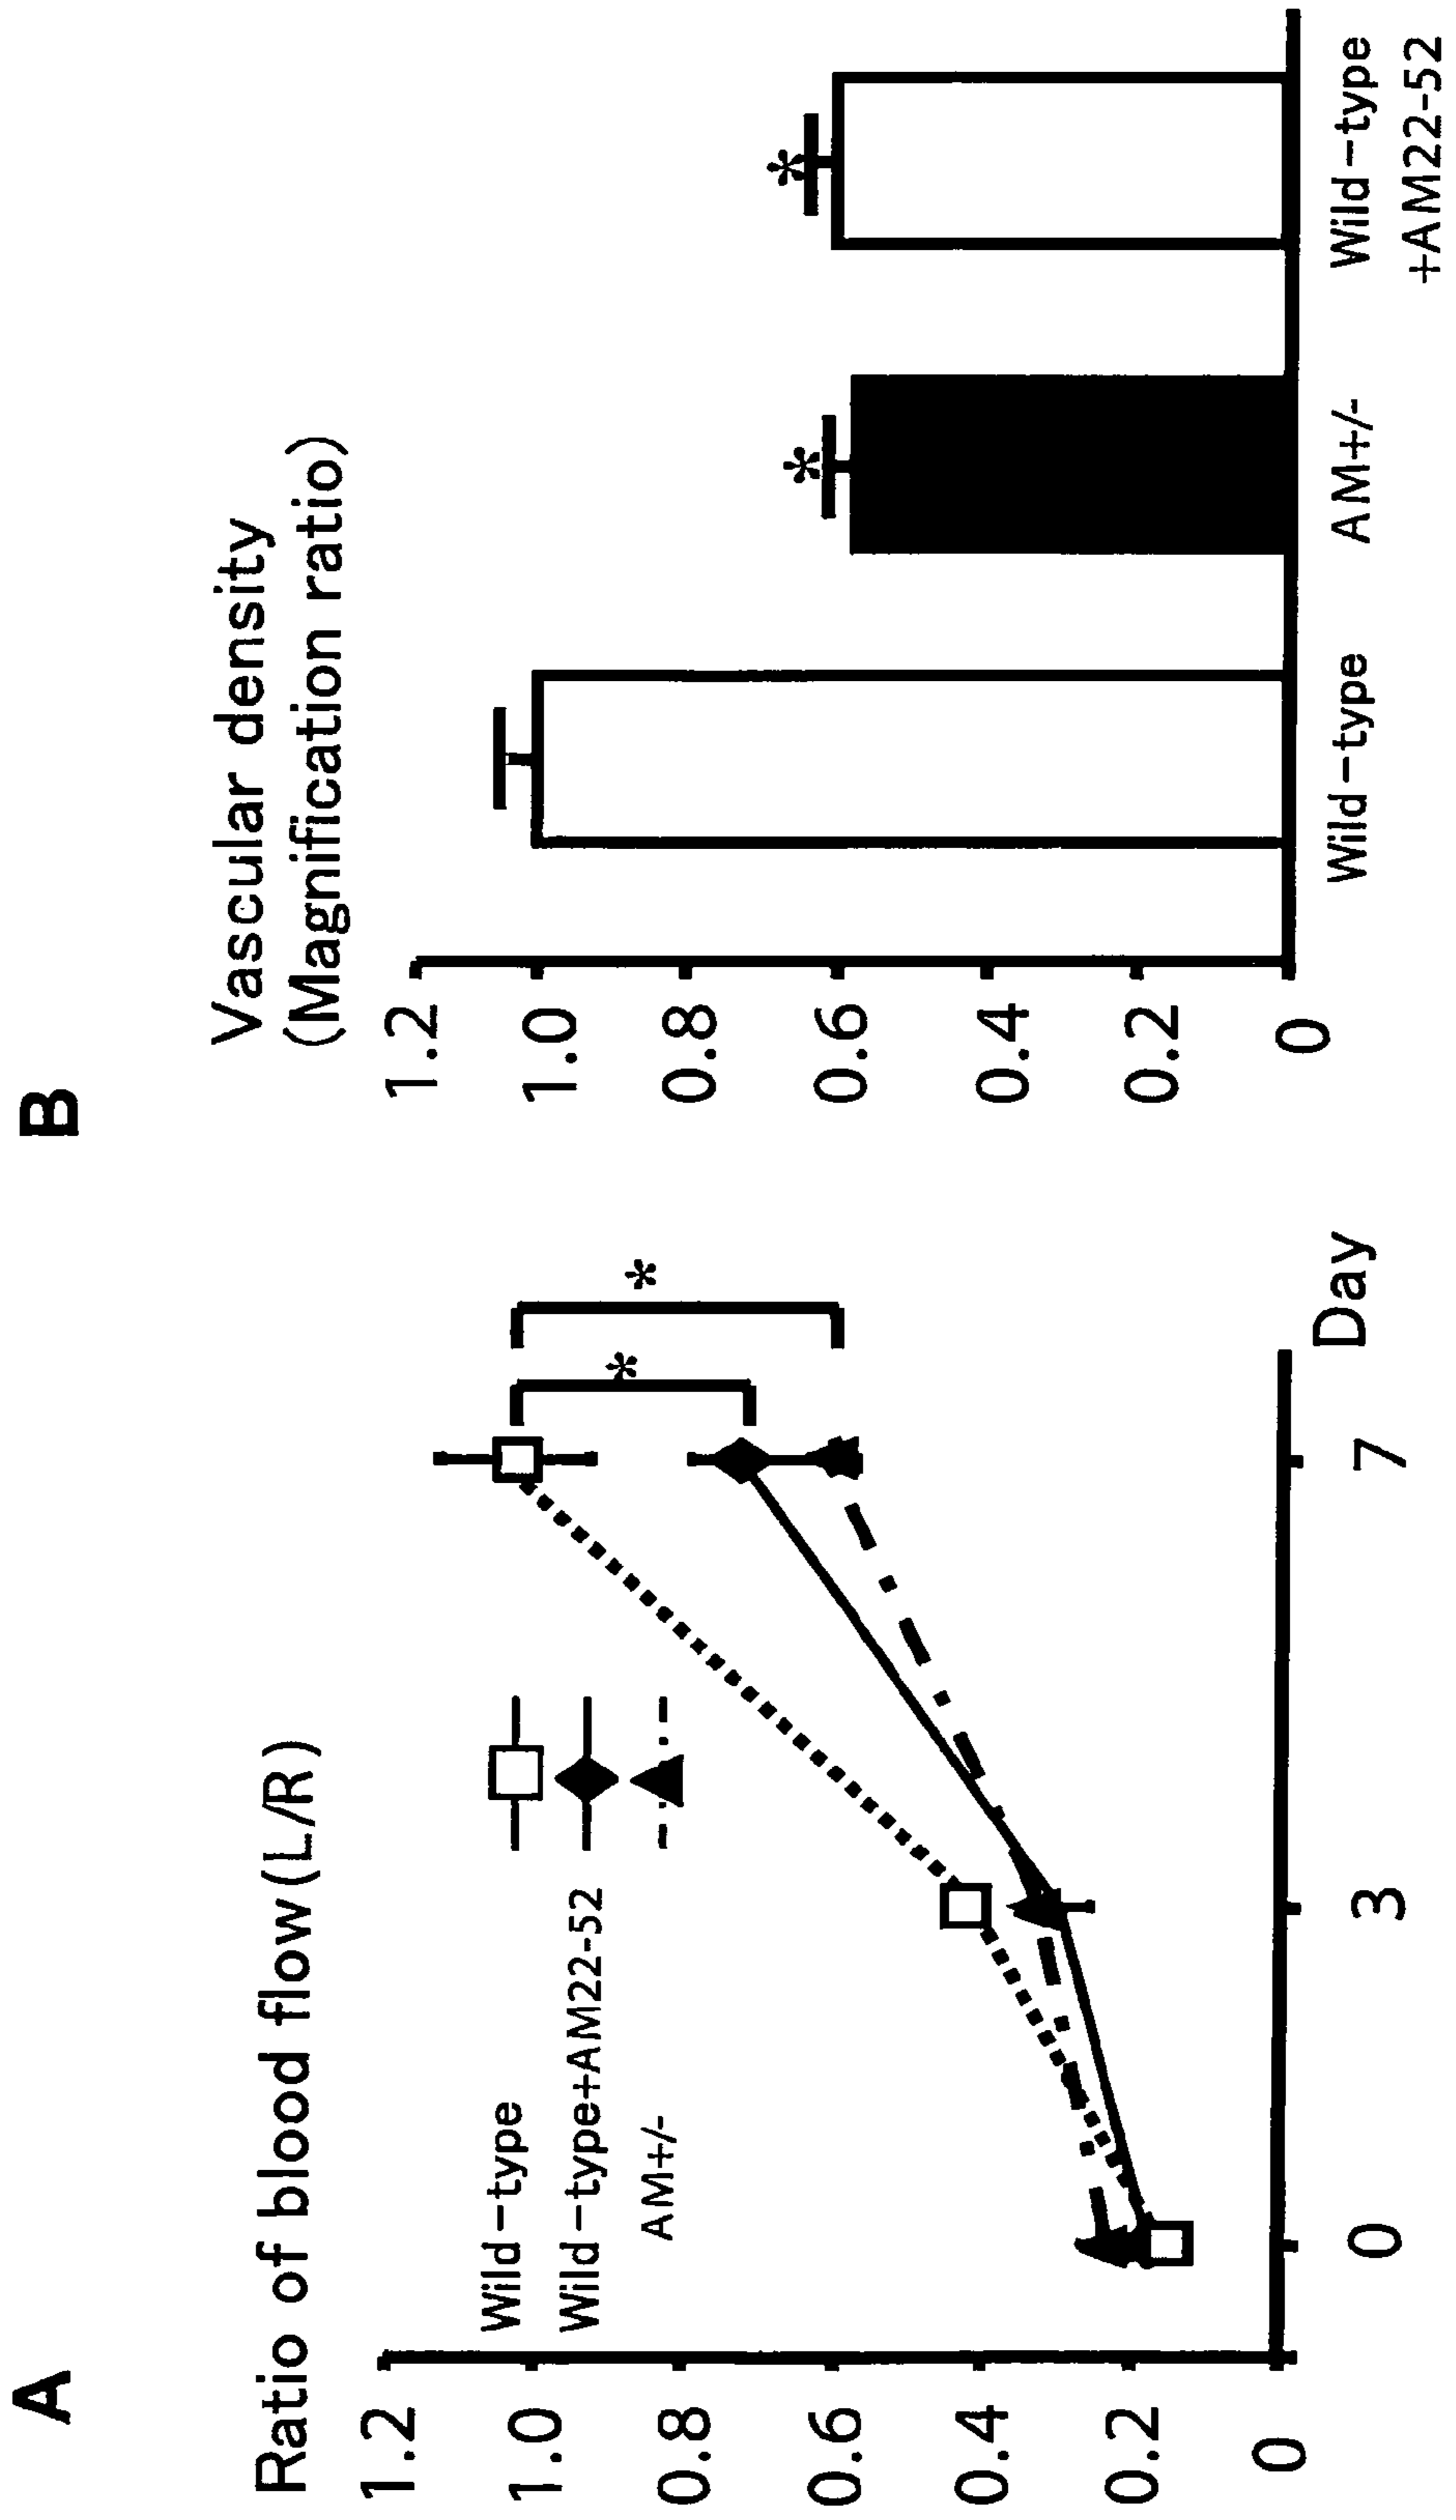 A
Ratio of blood flow(L/R)
1.2
1.0
0.8
0.6
0.4
0.2
0
Wild-type
Wild-type+AM22-52
AM+/-
*
*
0
3
7
Day
B
Vascular density
(Magnification ratio)
1.2
1.0
0.8
0.6
0.4
0.2
0
*
*
Wild-type
AM+/-
Wild-type
+AM22-52